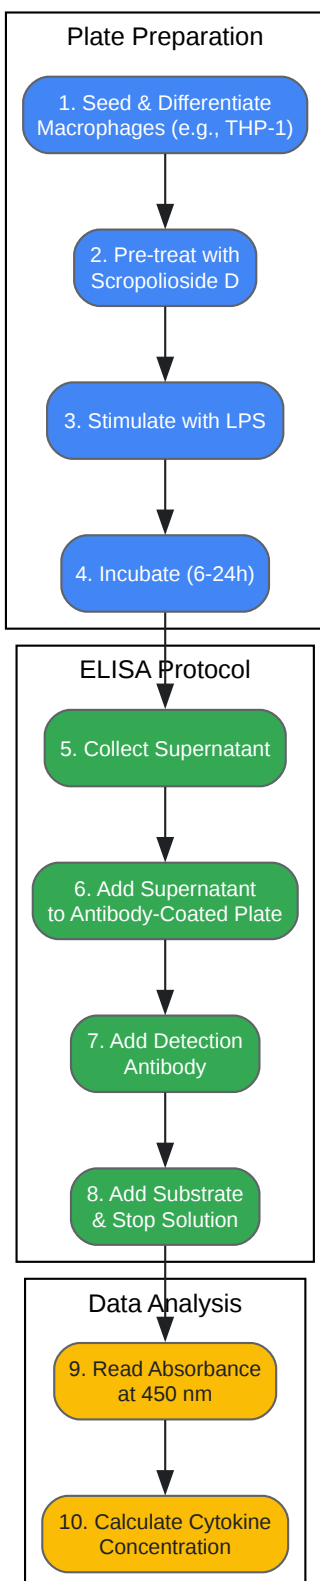 Plate Preparation
1. Seed & Differentiate
Macrophages (e.g., THP-1)
2. Pre-treat with
Scropolioside D
3. Stimulate with LPS
4. Incubate (6-24h)
ELISA Protocol
5. Collect Supernatant
6. Add Supernatant
to Antibody-Coated Plate
7. Add Detection
Antibody
8. Add Substrate
& Stop Solution
Data Analysis
9. Read Absorbance
at 450 nm
10. Calculate Cytokine
Concentration